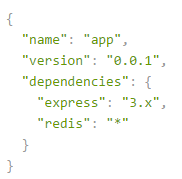 {
  "name": "app",
  "version": "0.0.1",
  "dependencies": {
    "express": "3.x",
    "redis": "*"
  }
}